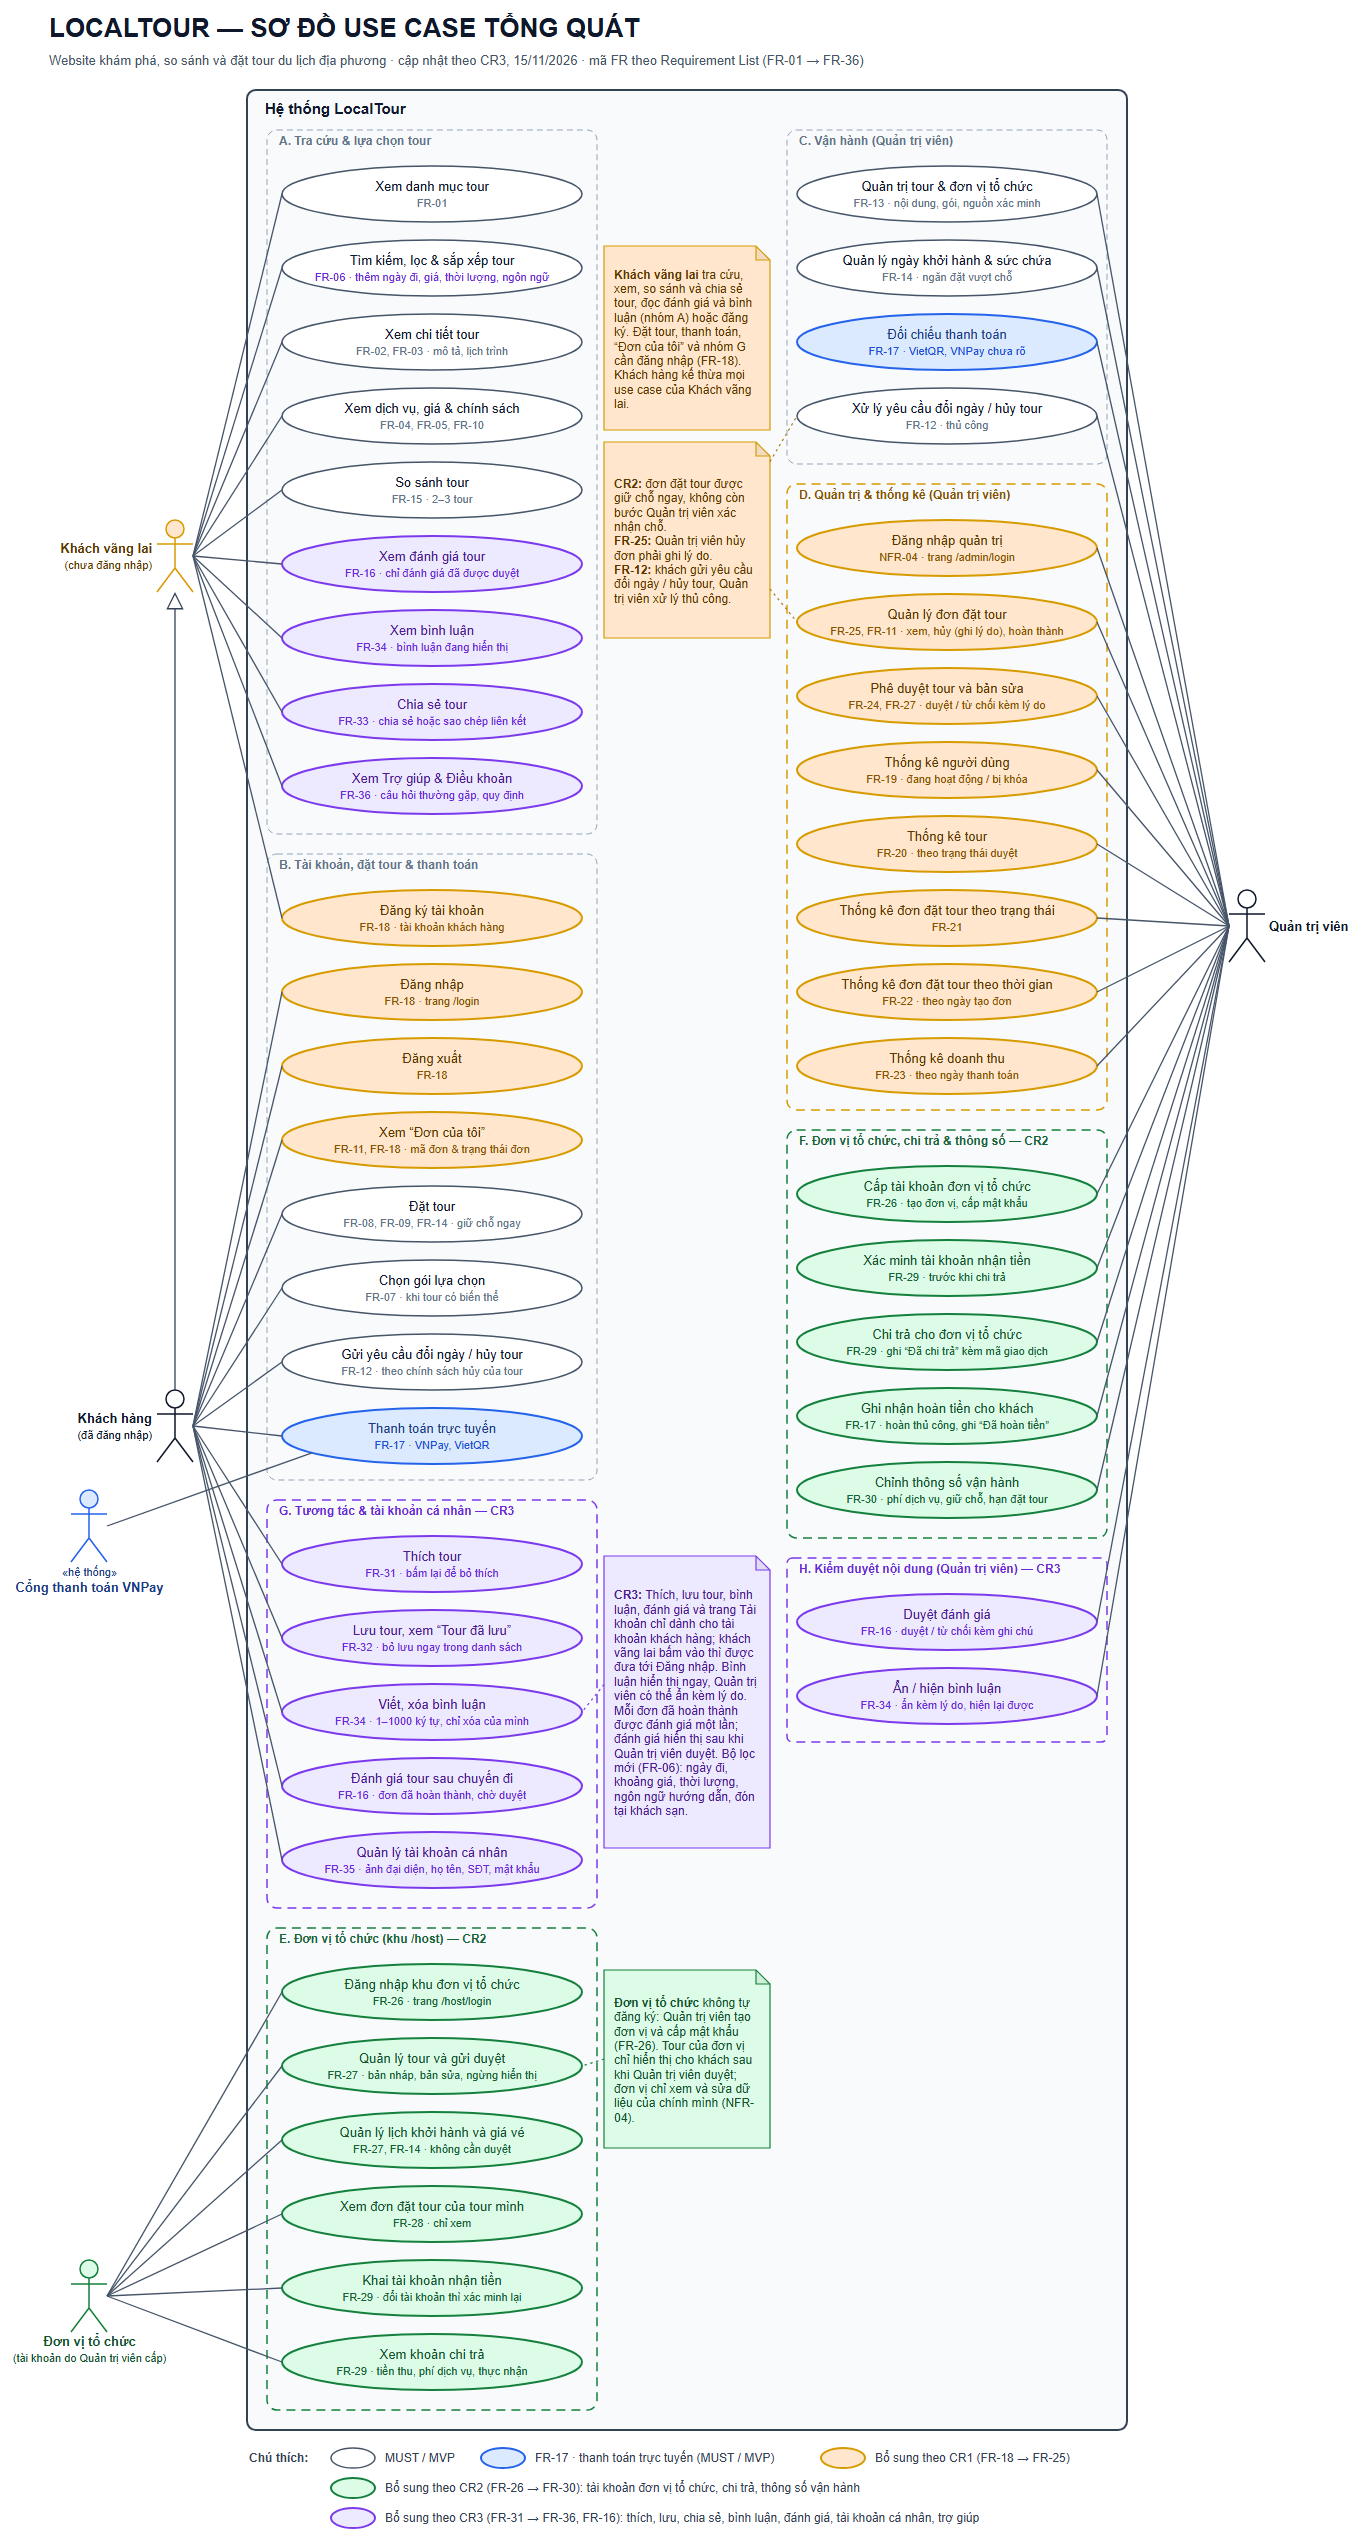 LOCALTOUR — SƠ ĐỒ USE CASE TỔNG QUÁT
Website khám phá, so sánh và đặt tour du lịch địa phương · cập nhật theo CR3, 15/11/2026 · mã FR theo Requirement List (FR-01 → FR-36)
Hệ thống LocalTour
A. Tra cứu & lựa chọn tour
Xem danh mục tour
FR-01
Tìm kiếm, lọc & sắp xếp tour
FR-06 · thêm ngày đi, giá, thời lượng, ngôn ngữ
Xem chi tiết tour
FR-02, FR-03 · mô tả, lịch trình
Xem dịch vụ, giá & chính sách
FR-04, FR-05, FR-10
So sánh tour
FR-15 · 2–3 tour
Xem đánh giá tour
FR-16 · chỉ đánh giá đã được duyệt
Xem bình luận
FR-34 · bình luận đang hiển thị
Chia sẻ tour
FR-33 · chia sẻ hoặc sao chép liên kết
Xem Trợ giúp & Điều khoản
FR-36 · câu hỏi thường gặp, quy định
Khách vãng lai
(chưa đăng nhập)
Khách vãng lai tra cứu,
xem, so sánh và chia sẻ
tour, đọc đánh giá và bình
luận (nhóm A) hoặc đăng
ký. Đặt tour, thanh toán,
“Đơn của tôi” và nhóm G
cần đăng nhập (FR-18).
Khách hàng kế thừa mọi
use case của Khách vãng
lai.
CR2: đơn đặt tour được
giữ chỗ ngay, không còn
bước Quản trị viên xác
nhận chỗ.
FR-25: Quản trị viên hủy
đơn phải ghi lý do.
FR-12: khách gửi yêu cầu
đổi ngày / hủy tour, Quản
trị viên xử lý thủ công.
C. Vận hành (Quản trị viên)
Quản trị tour & đơn vị tổ chức
FR-13 · nội dung, gói, nguồn xác minh
Quản lý ngày khởi hành & sức chứa
FR-14 · ngăn đặt vượt chỗ
Đối chiếu thanh toán
FR-17 · VietQR, VNPay chưa rõ
Xử lý yêu cầu đổi ngày / hủy tour
FR-12 · thủ công
D. Quản trị & thống kê (Quản trị viên)
Đăng nhập quản trị
NFR-04 · trang /admin/login
Quản lý đơn đặt tour
FR-25, FR-11 · xem, hủy (ghi lý do), hoàn thành
Phê duyệt tour và bản sửa
FR-24, FR-27 · duyệt / từ chối kèm lý do
Thống kê người dùng
FR-19 · đang hoạt động / bị khóa
Thống kê tour
FR-20 · theo trạng thái duyệt
Thống kê đơn đặt tour theo trạng thái
FR-21
Thống kê đơn đặt tour theo thời gian
FR-22 · theo ngày tạo đơn
Thống kê doanh thu
FR-23 · theo ngày thanh toán
Quản trị viên
B. Tài khoản, đặt tour & thanh toán
Đăng ký tài khoản
FR-18 · tài khoản khách hàng
Đăng nhập
FR-18 · trang /login
Đăng xuất
FR-18
Xem “Đơn của tôi”
FR-11, FR-18 · mã đơn & trạng thái đơn
Đặt tour
FR-08, FR-09, FR-14 · giữ chỗ ngay
Chọn gói lựa chọn
FR-07 · khi tour có biến thể
Gửi yêu cầu đổi ngày / hủy tour
FR-12 · theo chính sách hủy của tour
Thanh toán trực tuyến
FR-17 · VNPay, VietQR
Khách hàng
(đã đăng nhập)
«hệ thống»
Cổng thanh toán VNPay
F. Đơn vị tổ chức, chi trả & thông số — CR2
Cấp tài khoản đơn vị tổ chức
FR-26 · tạo đơn vị, cấp mật khẩu
Xác minh tài khoản nhận tiền
FR-29 · trước khi chi trả
Chi trả cho đơn vị tổ chức
FR-29 · ghi “Đã chi trả” kèm mã giao dịch
Ghi nhận hoàn tiền cho khách
FR-17 · hoàn thủ công, ghi “Đã hoàn tiền”
Chỉnh thông số vận hành
FR-30 · phí dịch vụ, giữ chỗ, hạn đặt tour
G. Tương tác & tài khoản cá nhân — CR3
Thích tour
FR-31 · bấm lại để bỏ thích
Lưu tour, xem “Tour đã lưu”
FR-32 · bỏ lưu ngay trong danh sách
Viết, xóa bình luận
FR-34 · 1–1000 ký tự, chỉ xóa của mình
Đánh giá tour sau chuyến đi
FR-16 · đơn đã hoàn thành, chờ duyệt
Quản lý tài khoản cá nhân
FR-35 · ảnh đại diện, họ tên, SĐT, mật khẩu
CR3: Thích, lưu tour, bình
luận, đánh giá và trang Tài
khoản chỉ dành cho tài
khoản khách hàng; khách
vãng lai bấm vào thì được
đưa tới Đăng nhập. Bình
luận hiển thị ngay, Quản trị
viên có thể ẩn kèm lý do.
Mỗi đơn đã hoàn thành
được đánh giá một lần;
đánh giá hiển thị sau khi
Quản trị viên duyệt. Bộ lọc
mới (FR-06): ngày đi,
khoảng giá, thời lượng,
ngôn ngữ hướng dẫn, đón
tại khách sạn.
H. Kiểm duyệt nội dung (Quản trị viên) — CR3
Duyệt đánh giá
FR-16 · duyệt / từ chối kèm ghi chú
Ẩn / hiện bình luận
FR-34 · ẩn kèm lý do, hiện lại được
E. Đơn vị tổ chức (khu /host) — CR2
Đăng nhập khu đơn vị tổ chức
FR-26 · trang /host/login
Quản lý tour và gửi duyệt
FR-27 · bản nháp, bản sửa, ngừng hiển thị
Quản lý lịch khởi hành và giá vé
FR-27, FR-14 · không cần duyệt
Xem đơn đặt tour của tour mình
FR-28 · chỉ xem
Khai tài khoản nhận tiền
FR-29 · đổi tài khoản thì xác minh lại
Xem khoản chi trả
FR-29 · tiền thu, phí dịch vụ, thực nhận
Đơn vị tổ chức không tự
đăng ký: Quản trị viên tạo
đơn vị và cấp mật khẩu
(FR-26). Tour của đơn vị
chỉ hiển thị cho khách sau
khi Quản trị viên duyệt;
đơn vị chỉ xem và sửa dữ
liệu của chính mình (NFR-
04).
Đơn vị tổ chức
(tài khoản do Quản trị viên cấp)
Chú thích:
MUST / MVP
FR-17 · thanh toán trực tuyến (MUST / MVP)
Bổ sung theo CR1 (FR-18 → FR-25)
Bổ sung theo CR2 (FR-26 → FR-30): tài khoản đơn vị tổ chức, chi trả, thông số vận hành
Bổ sung theo CR3 (FR-31 → FR-36, FR-16): thích, lưu, chia sẻ, bình luận, đánh giá, tài khoản cá nhân, trợ giúp